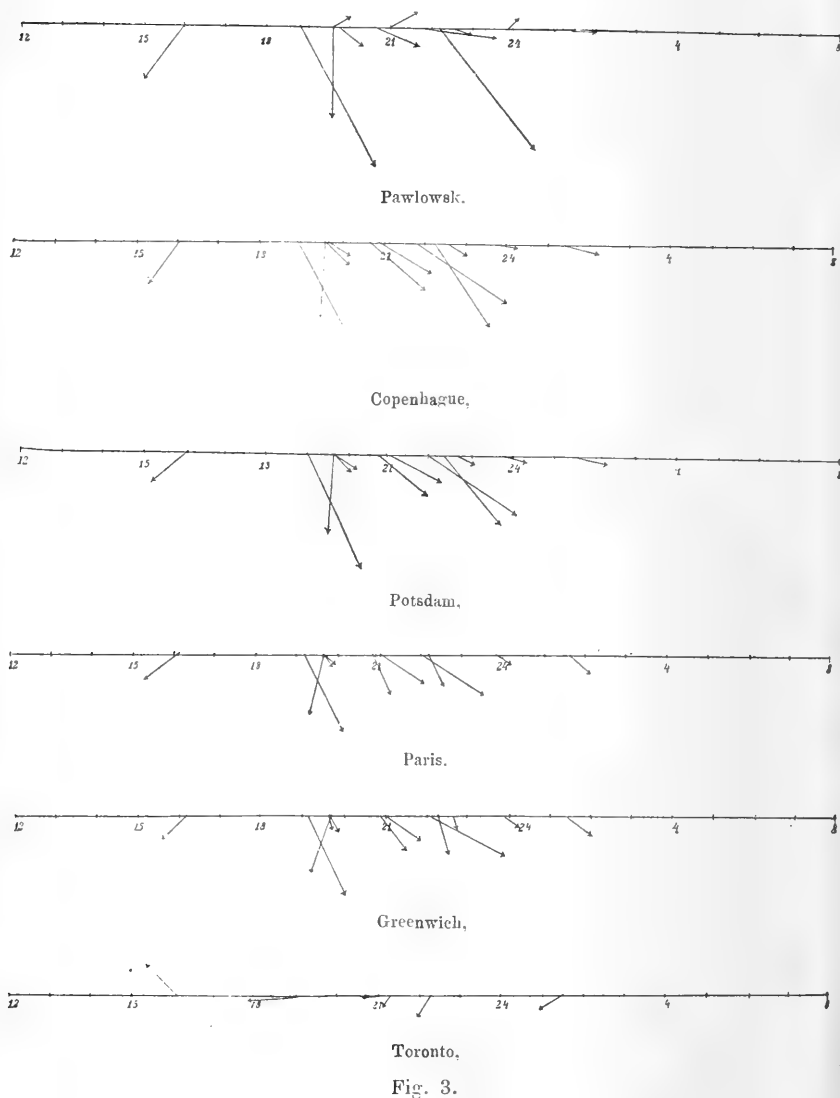 12 15 18 21 24 4 8
Pawlowsk.
12 15 18 21 24 4 8
Copenhague,
12 15 18 21 24 4 8
Potsdam,
12 15 18 21 24 4 8
Paris.
12 15 18 21 24 4 8
Greenwich,
12 15 18 21 24 4 8
Toronto,
Fig. 3.